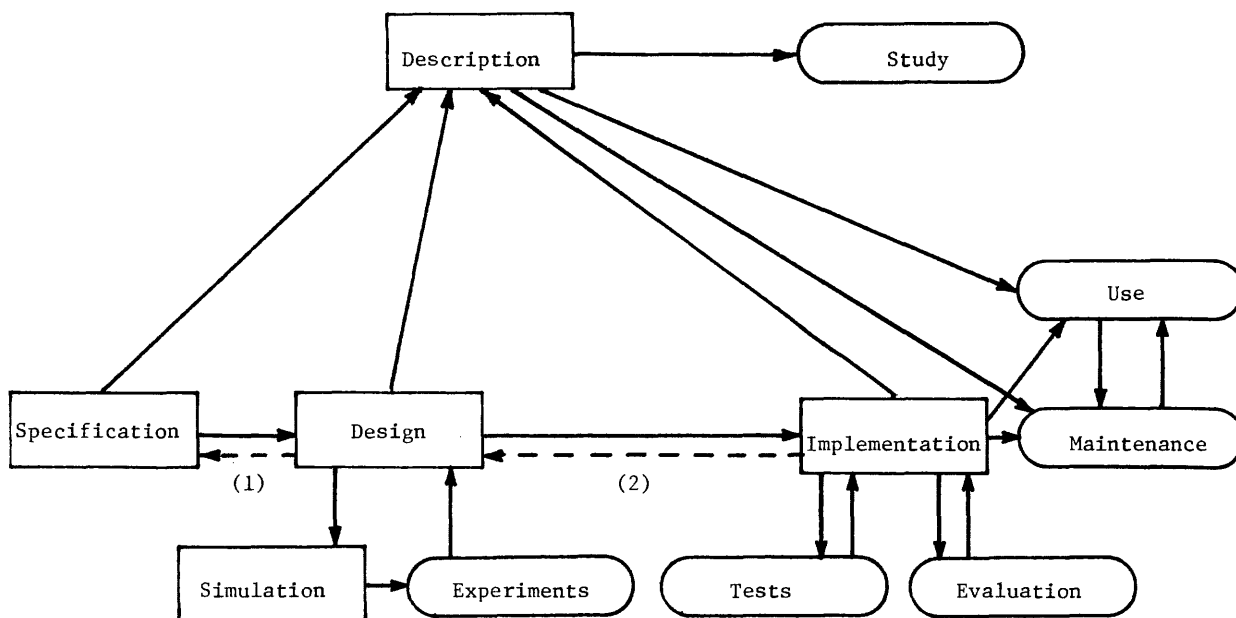 Description
Study
Use
Specification
Design
Implementation
Maintenance
(1)
(2)
Simulation
Experiments
Tests
Evaluation